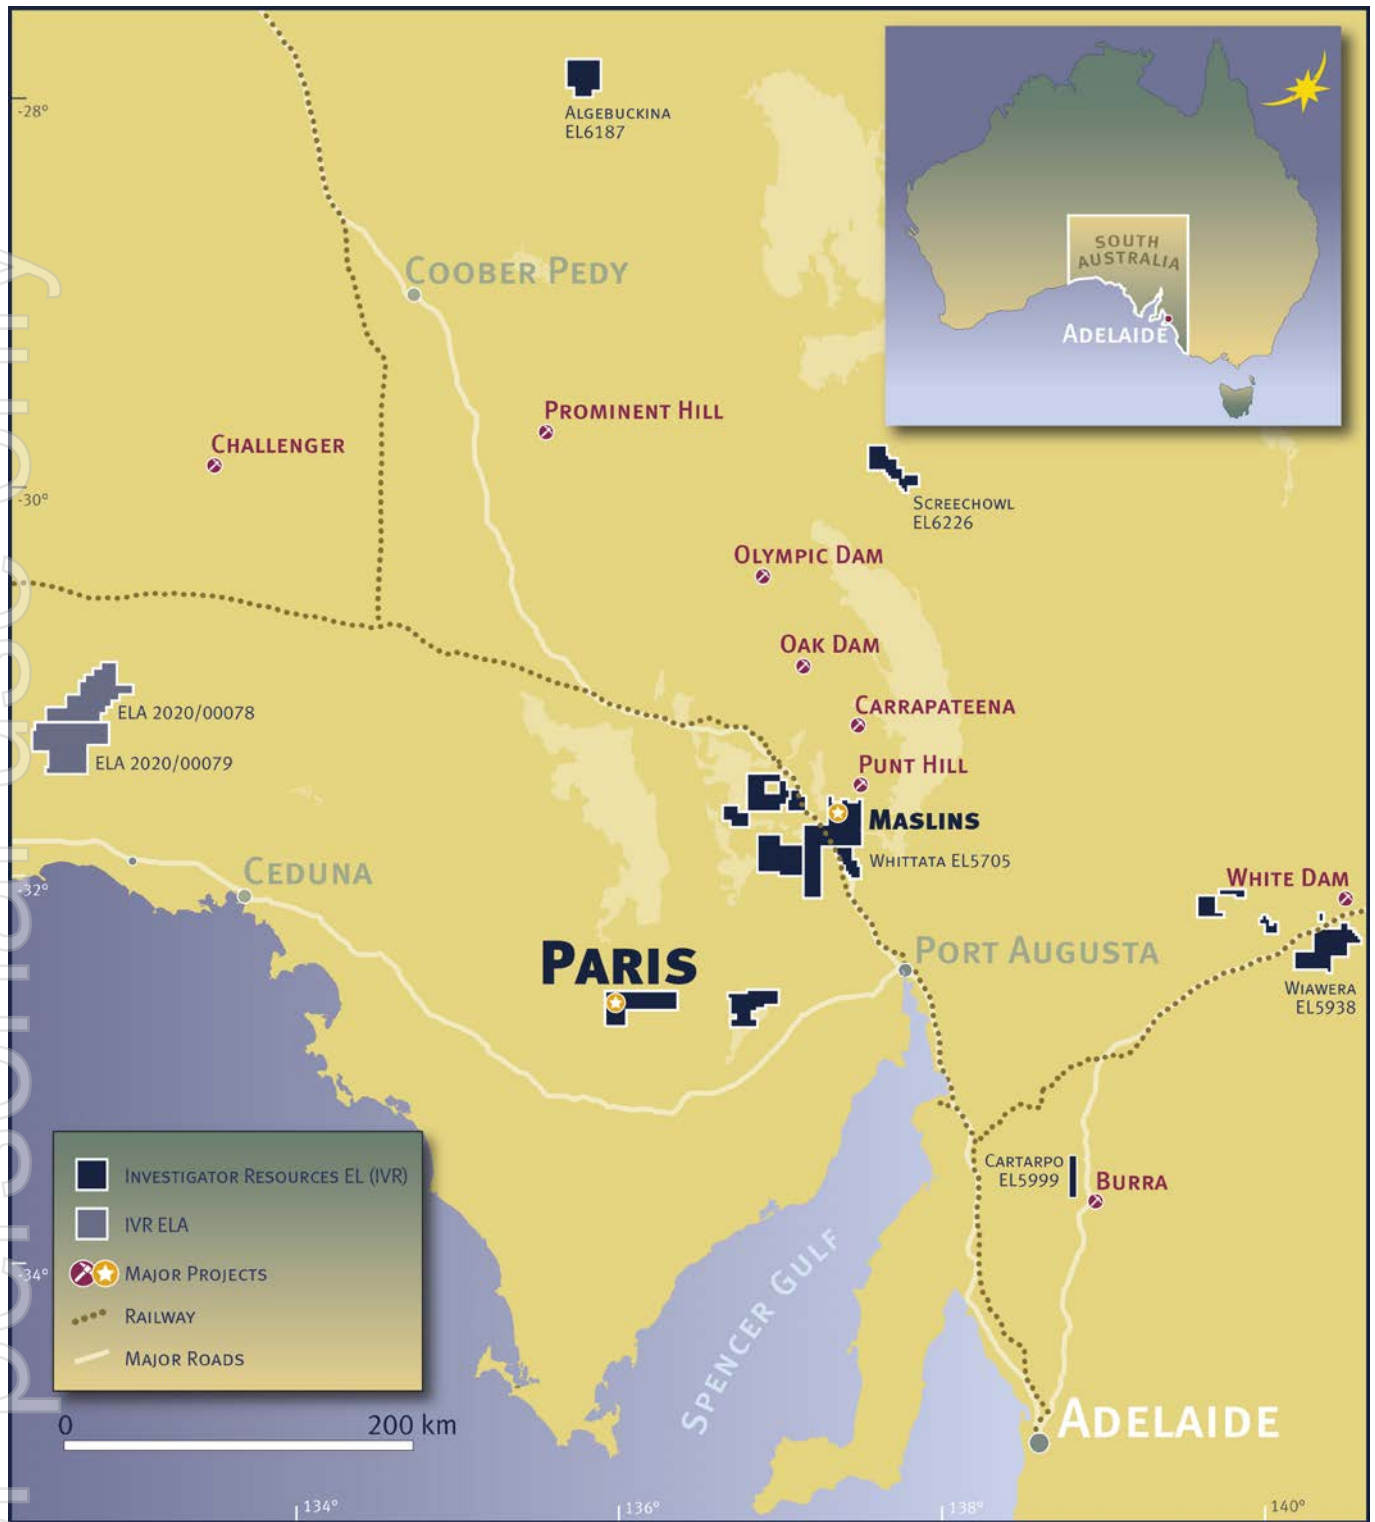 -28°
ALGEBUCKINA
EL6187
SOUTH
AUSTRALIA
ADELAIDE
COOBER PEDY
PROMINENT HILL
CHALLENGER
-30°
SCREECHOWL
EL6226
OLYMPIC DAM
OAK DAM
ELA 2020/00078
CARRAPATEENA
ELA 2020/00079
PUNT HILL
MASLINS
WHITTATA EL5705
CEDUNA
-32°
WHITE DAM
PARIS
PORT AUGUSTA
WIAWERA
EL5938
CARTARPO
EL5999
BURRA
INVESTIGATOR RESOURCES EL (IVR)
IVR ELA
-34°
MAJOR PROJECTS
RAILWAY
MAJOR ROADS
SPENCER GULF
0 200 km
ADELAIDE
134° 136° 138° 140°